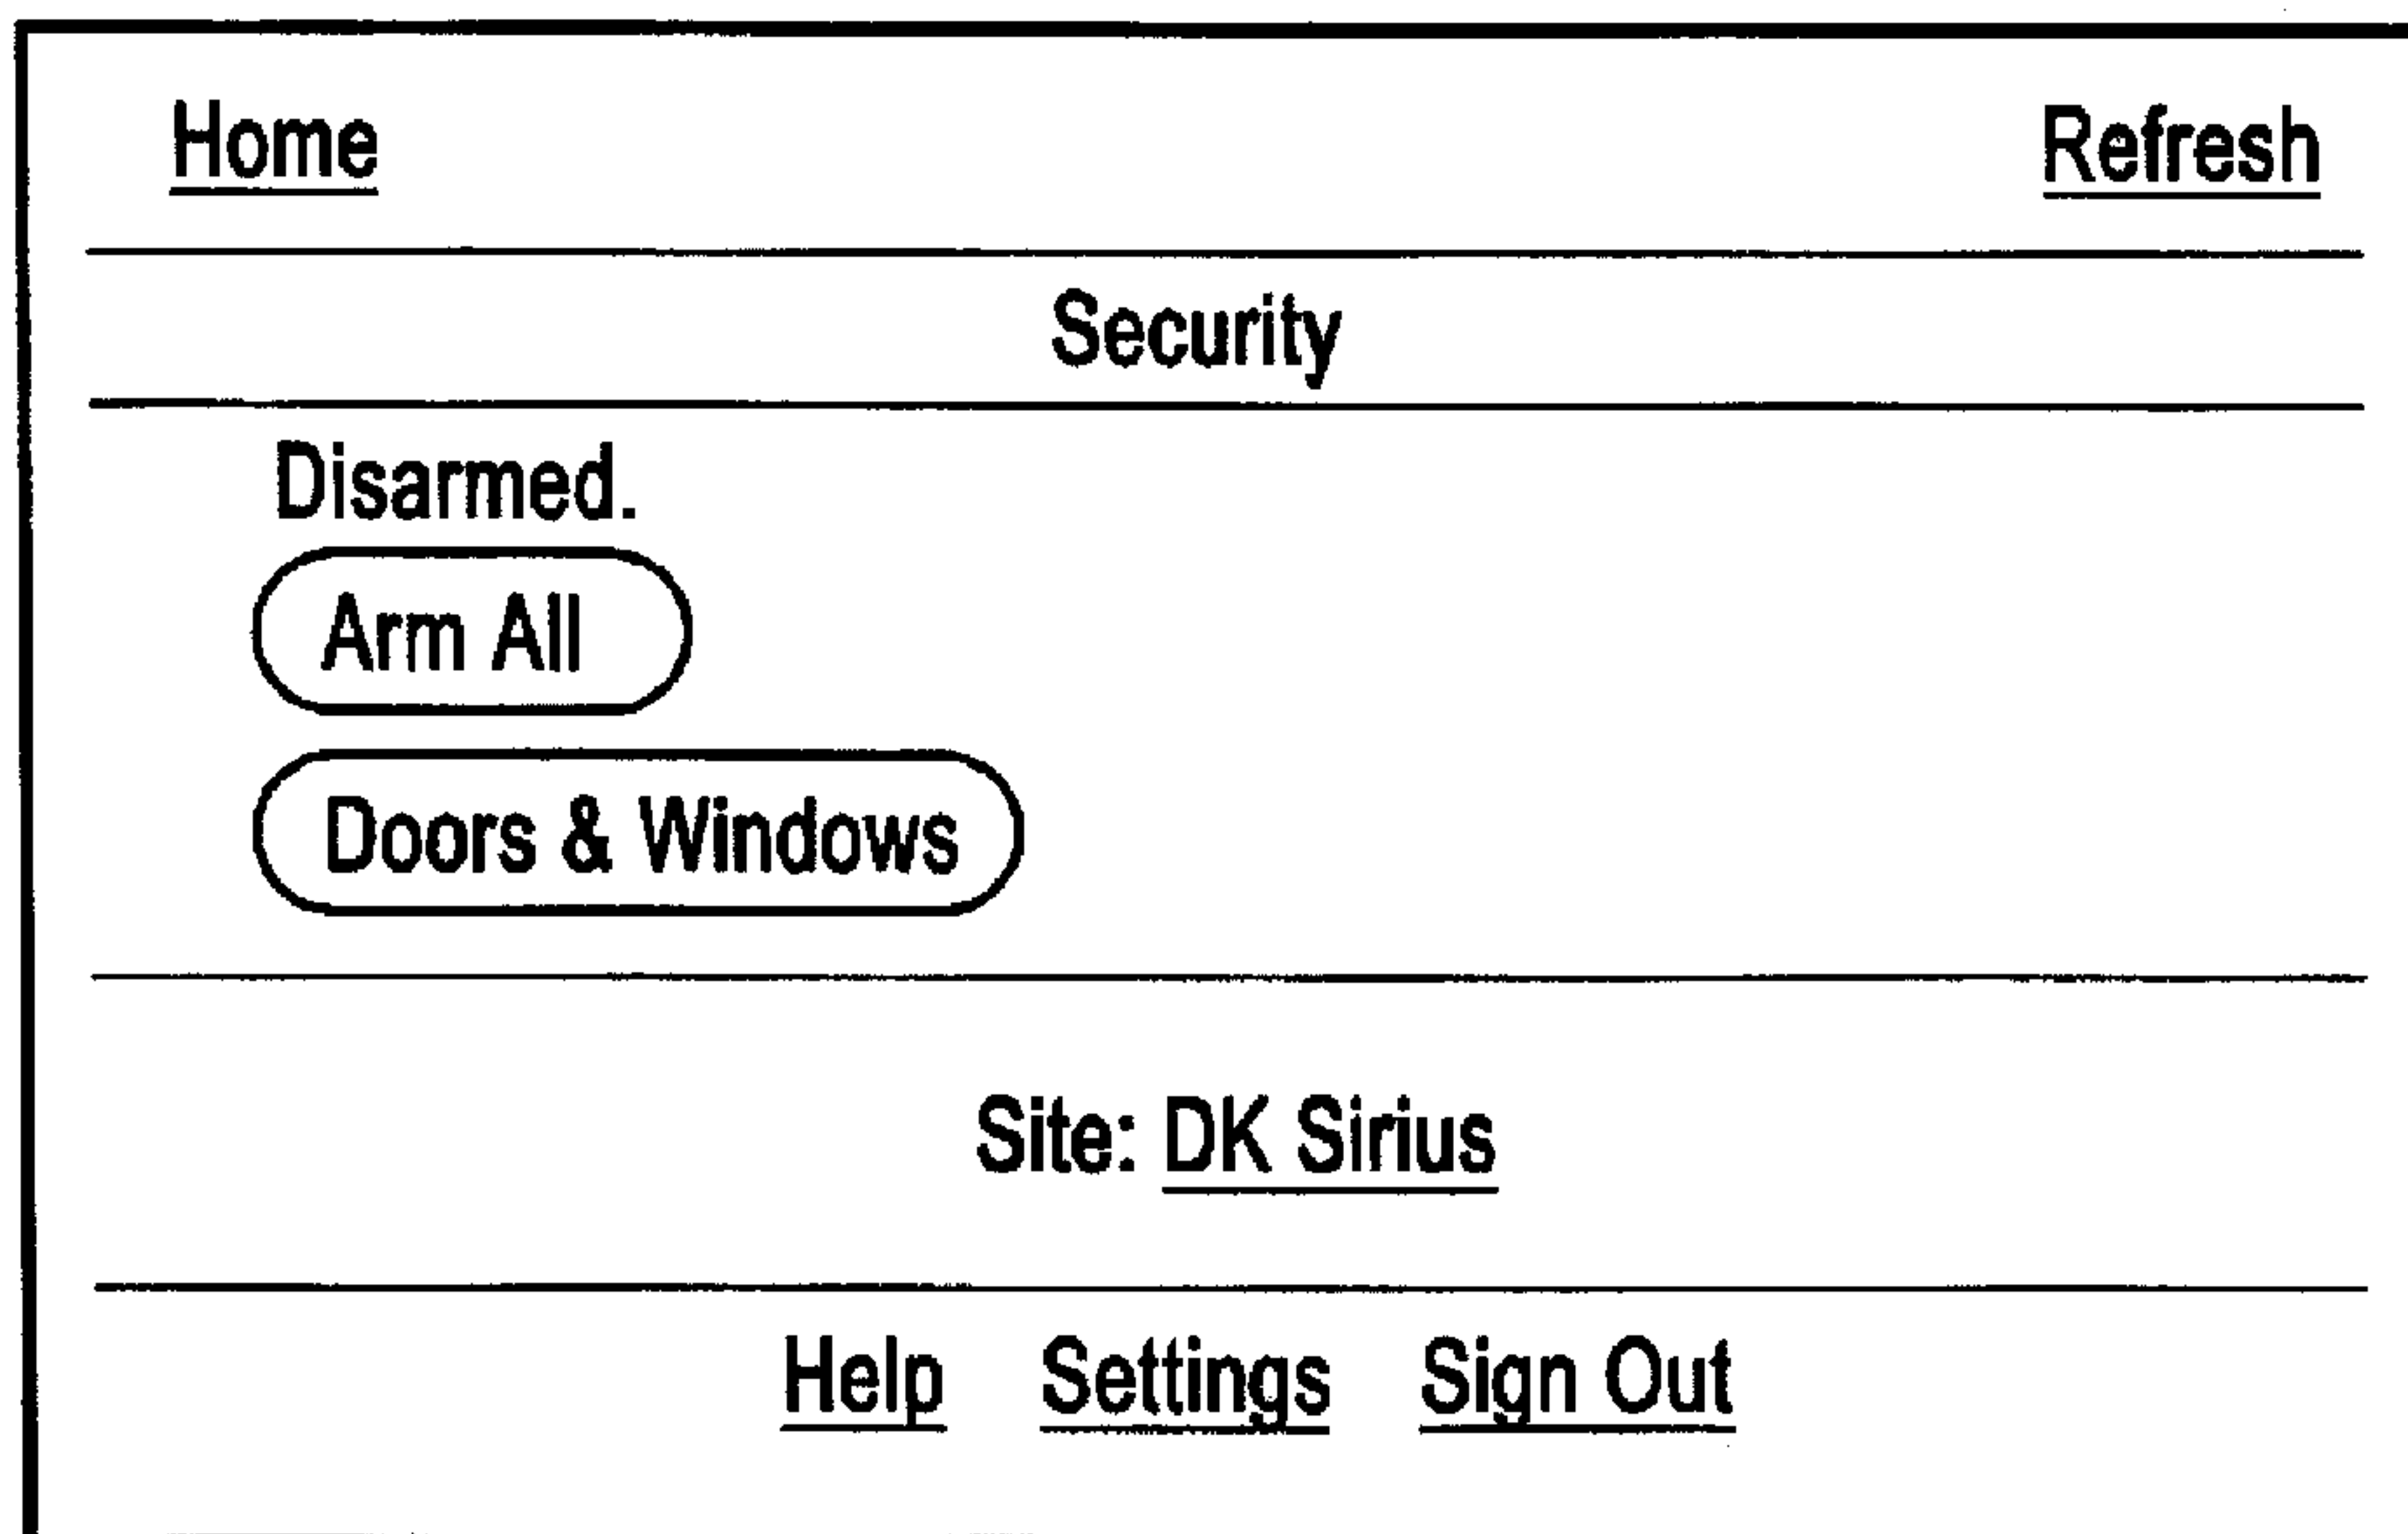 Home Refresh
Security
Disarmed.
Arm All
Doors & Windows
Site: DK Sirius
Help Settings Sign Out